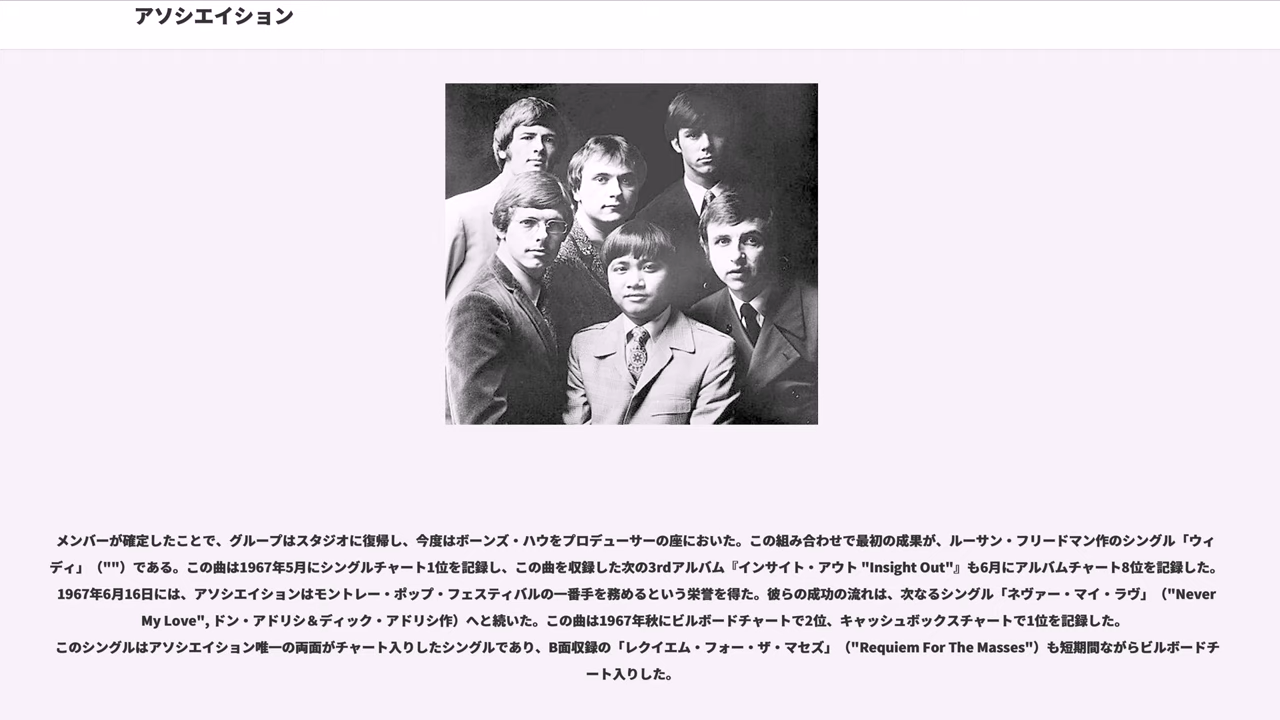 アソシエイション
メンバーが確定したことで、グループはスタジオに復帰し、今度はボーンズ・ハウをプロデューサーの座においた。この組み合わせで最初の成果が、ルーサン・フリードマン作のシングル「ウィ
ディ」（""）である。この曲は1967年5月にシングルチャート1位を記録し、この曲を収録した次の3rdアルバム『インサイト・アウト "Insight Out"』も6月にアルバムチャート8位を記録した。
1967年6月16日には、アソシエイションはモントレー・ポップ・フェスティバルの一番手を務めるという栄誉を得た。彼らの成功の流れは、次なるシングル「ネヴァー・マイ・ラヴ」（"Never
My Love", ドン・アドリシ＆ディック・アドリシ作）へと続いた。この曲は1967年秋にビルボードチャートで2位、キャッシュボックスチャートで1位を記録した。
このシングルはアソシエイション唯一の両面がチャート入りしたシングルであり、B面収録の「レクイエム・フォー・ザ・マセズ」（"Requiem For The Masses"）も短期間ながらビルボードチャ
ート入りした。